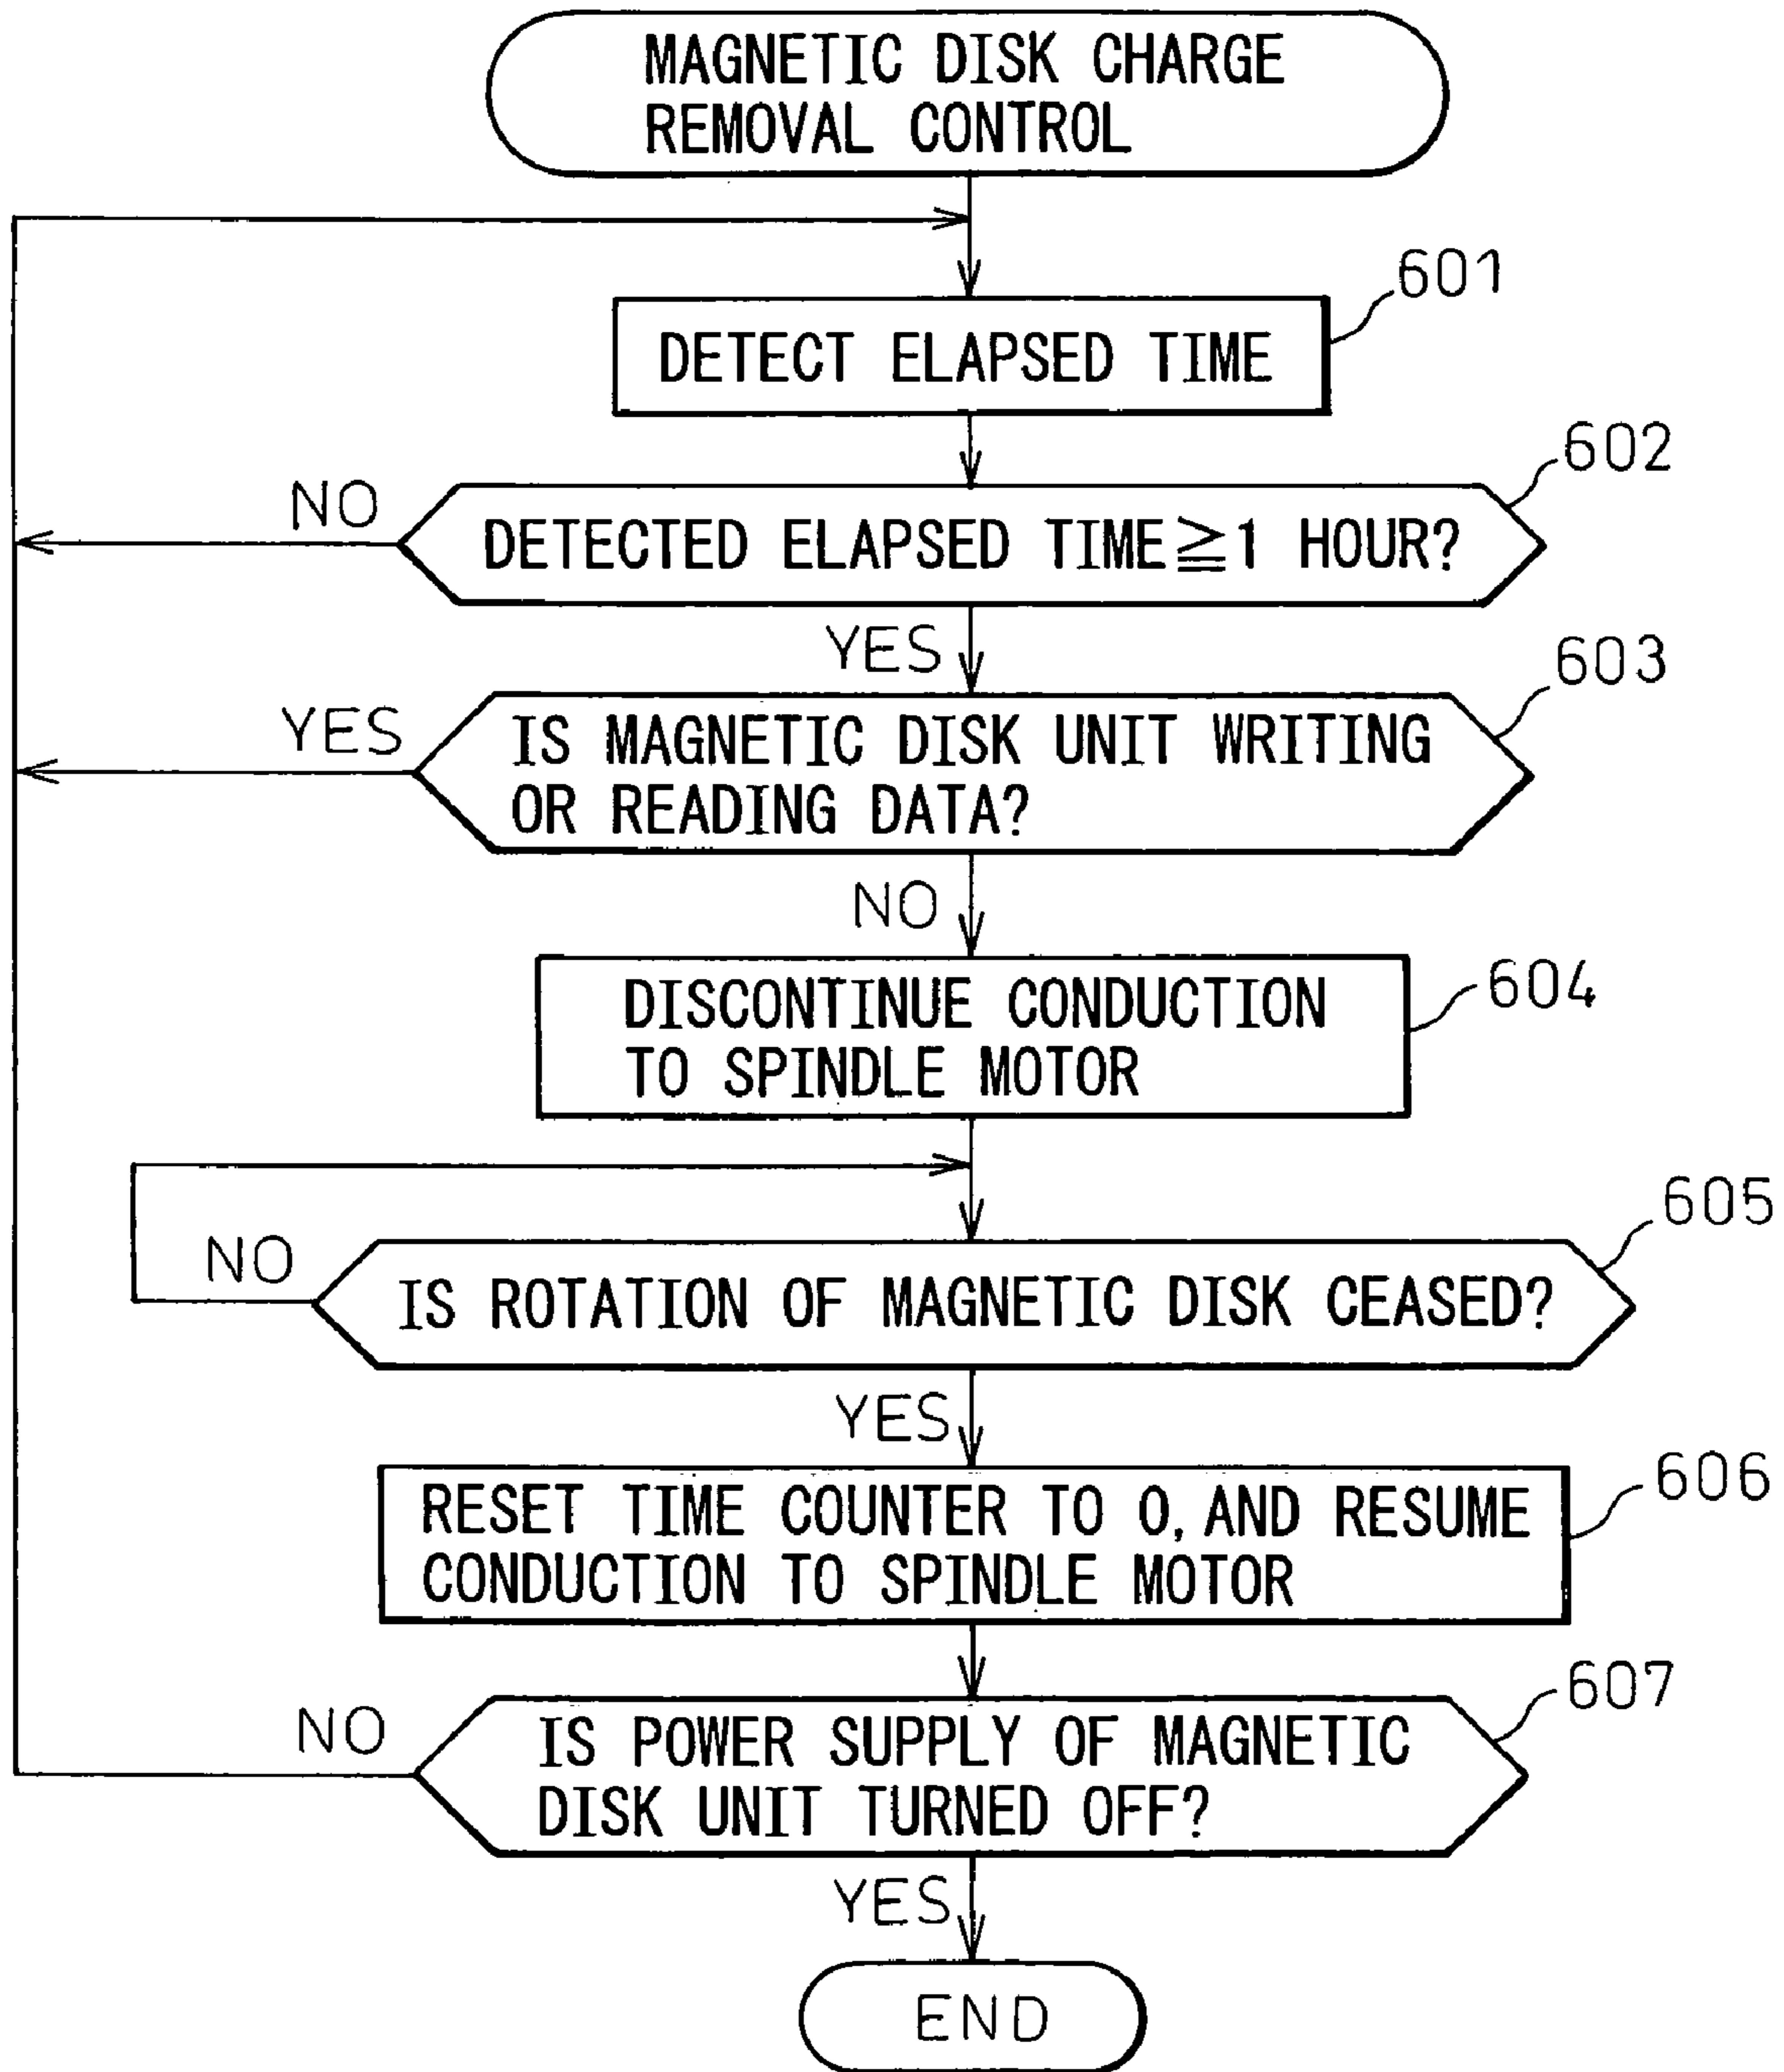 MAGNETIC DISK CHARGE
REMOVAL CONTROL
601
DETECT ELAPSED TIME
602
NO
DETECTED ELAPSED TIME≧1 HOUR?
YES
603
YES
IS MAGNETIC DISK UNIT WRITING
OR READING DATA?
NO
604
DISCONTINUE CONDUCTION
TO SPINDLE MOTOR
605
NO
IS ROTATION OF MAGNETIC DISK CEASED?
YES
606
RESET TIME COUNTER TO 0, AND RESUME
CONDUCTION TO SPINDLE MOTOR
607
NO
IS POWER SUPPLY OF MAGNETIC
DISK UNIT TURNED OFF?
YES
END